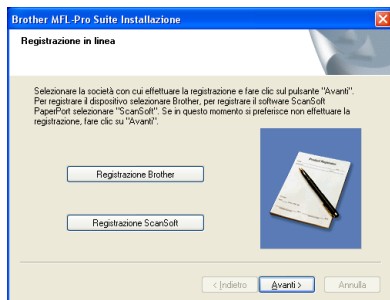 Brother MFL-Pro Suite Installazione
Registrazione in linea
Selezionare la società con cui effettuare la registrazione e fare clic sul pulsante "Avanti".
Per registrare il dispositivo selezionare Brother, per registrare il software ScanSoft
PaperPort selezionare "ScanSoft". Se in questo momento si preferisce non effettuare la
registrazione, fare clic su "Avanti".
Registrazione Brother
Registrazione ScanSoft
Product Registration
< Indietro
Avanti >
Annulla